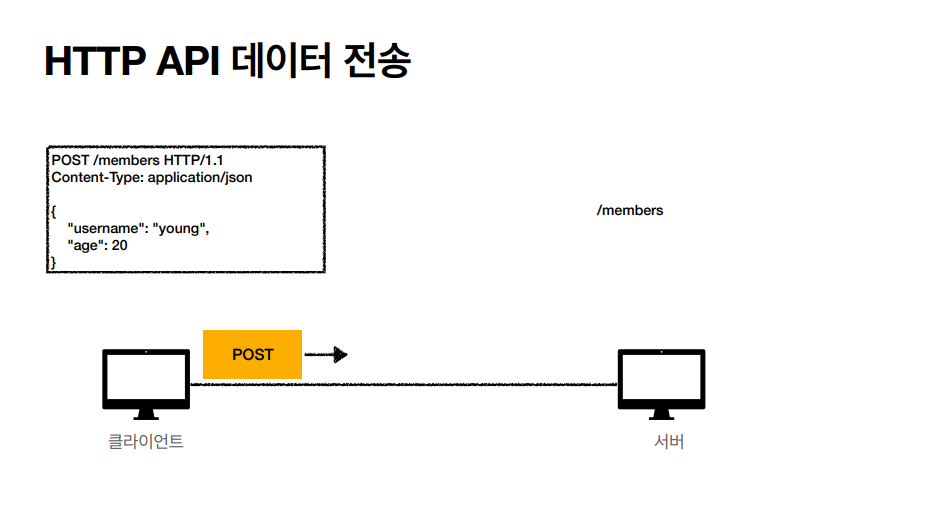 HTTP API 데이터 전송
POST /members HTTP/1.1
Content-Type: application/json
{
"username": "young",
"age": 20
}
/members
POST
클라이언트
서버